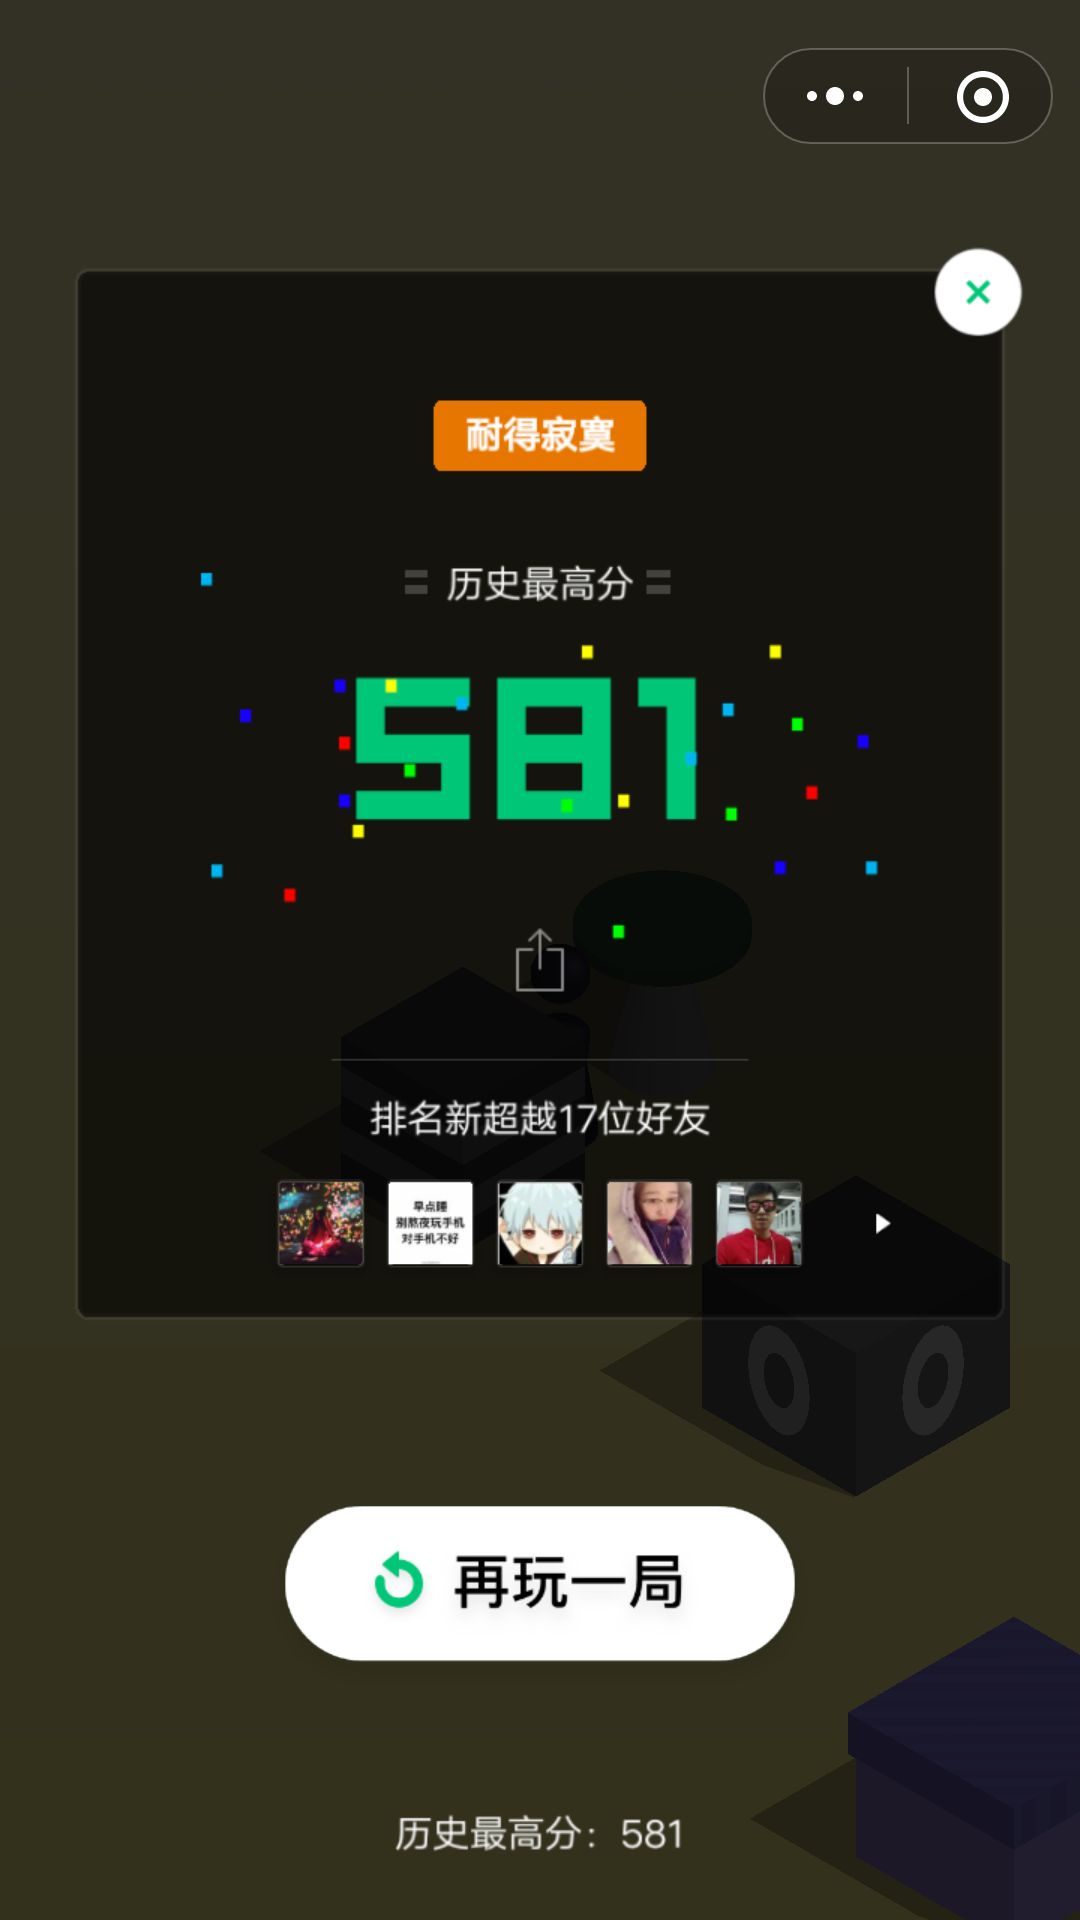 耐得寂寞
历史最高分
581
排名新超越17位好友
早点睡
别熬夜玩手机
对手机不好
再玩一局
历史最高分：581